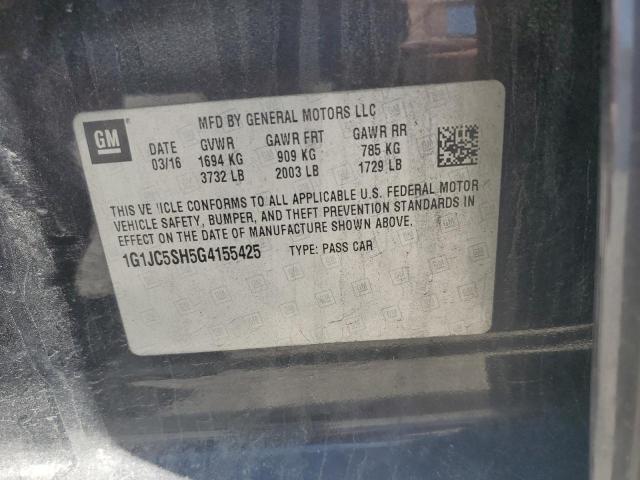 GM
MFD BY GENERAL MOTORS LLC
DATE GVWR GAWR FRT GAWR RR
03/16 1694 KG 909 KG 785 KG
3732 LB 2003 LB 1729 LB
THIS VE ICLE CONFORMS TO ALL APPLICABLE U.S. FEDERAL MOTOR
VEHICLE SAFETY, BUMPER, AND THEFT PREVENTION STANDARDS IN
EFFECT ON THE DATE OF MANUFACTURE SHOWN ABOVE.
1G1JC5SH5G4155425 TYPE: PASS CAR